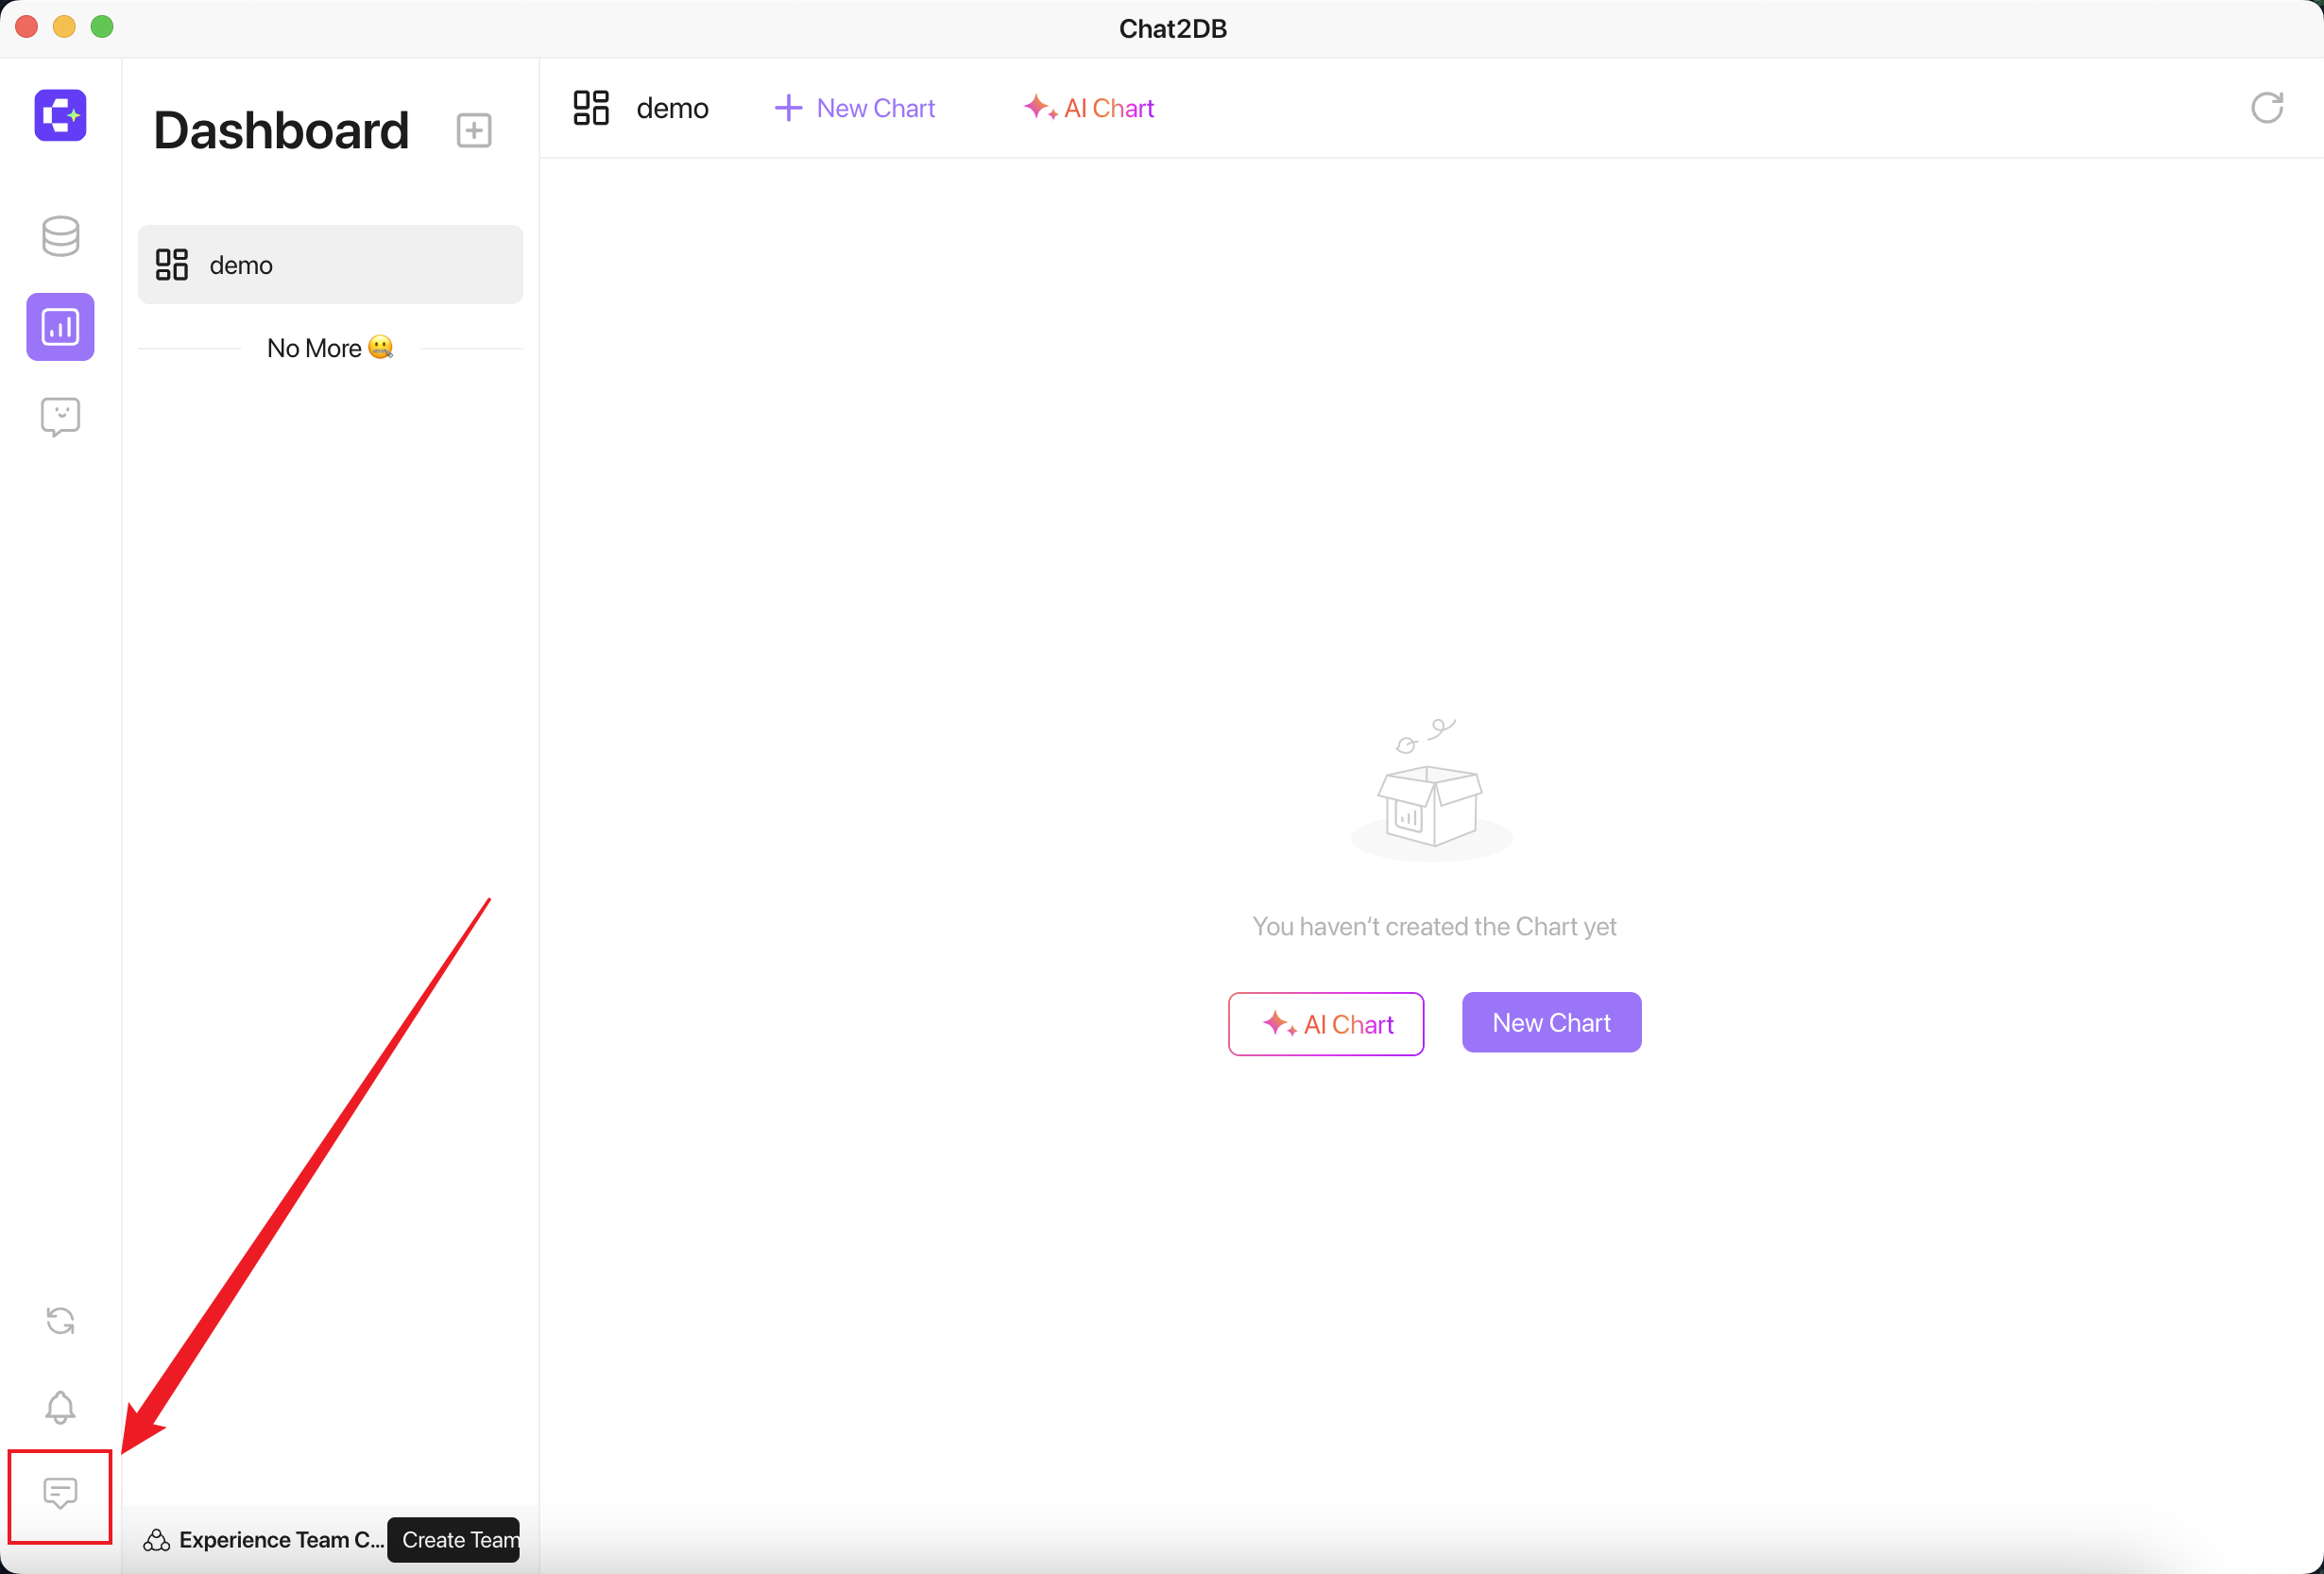 Chat2DB
Dashboard
demo
No More
Experience Team C...
Create Team
demo
New Chart
AI Chart
You haven't created the Chart yet
AI Chart
New Chart